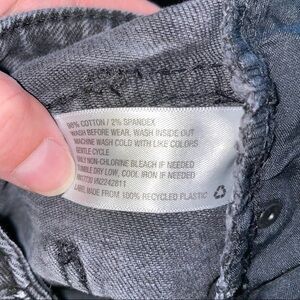 98% COTTON / 2% SPANDEX
WASH BEFORE WEAR, WASH INSIDE OUT
MACHINE WASH COLD WITH LIKE COLORS
GENTLE CYCLE
ONLY NON-CHLORINE BLEACH IF NEEDED
TUMBLE DRY LOW, COOL IRON IF NEEDED
LABEL MADE FROM 100% RECYCLED PLASTIC